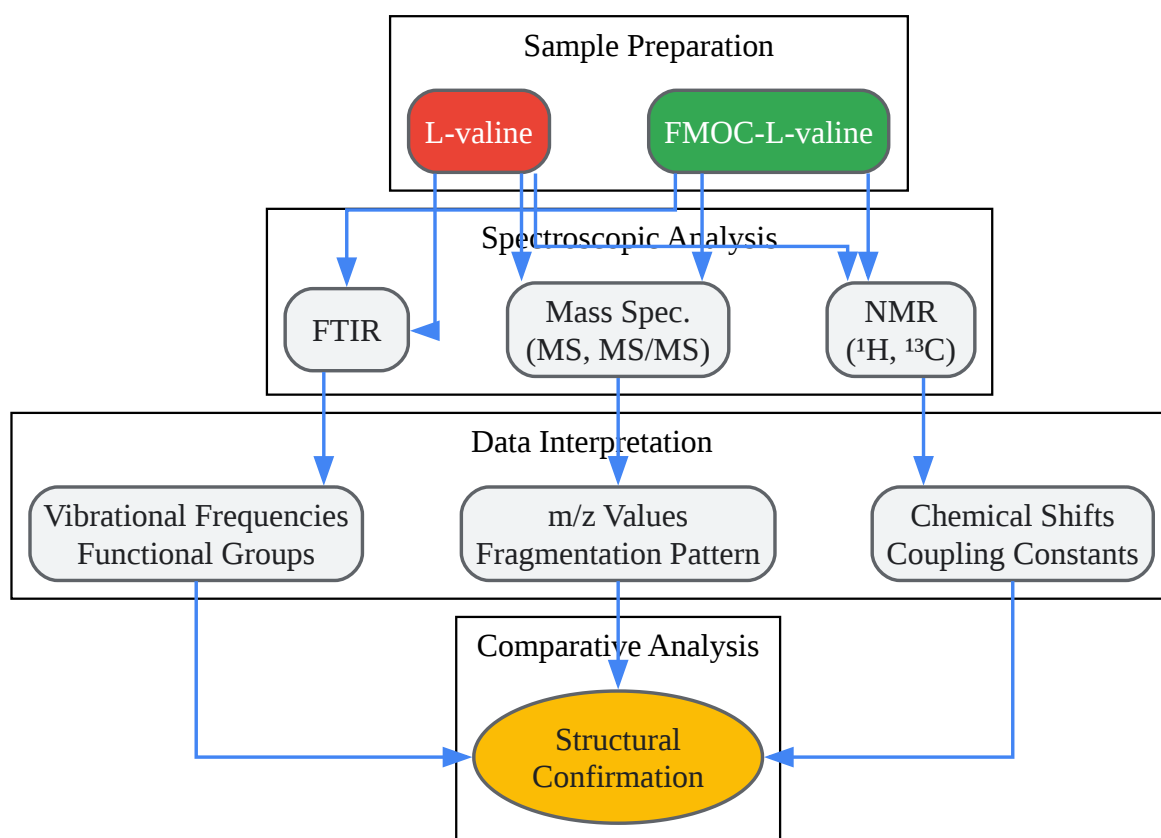 Sample Preparation
L-valine
FMOC-L-valine
Spectroscopic Analysis
FTIR
Mass Spec.
(MS, MS/MS)
NMR
(¹H, ¹³C)
Data Interpretation
Vibrational Frequencies
Functional Groups
m/z Values
Fragmentation Pattern
Chemical Shifts
Coupling Constants
Comparative Analysis
Structural
Confirmation